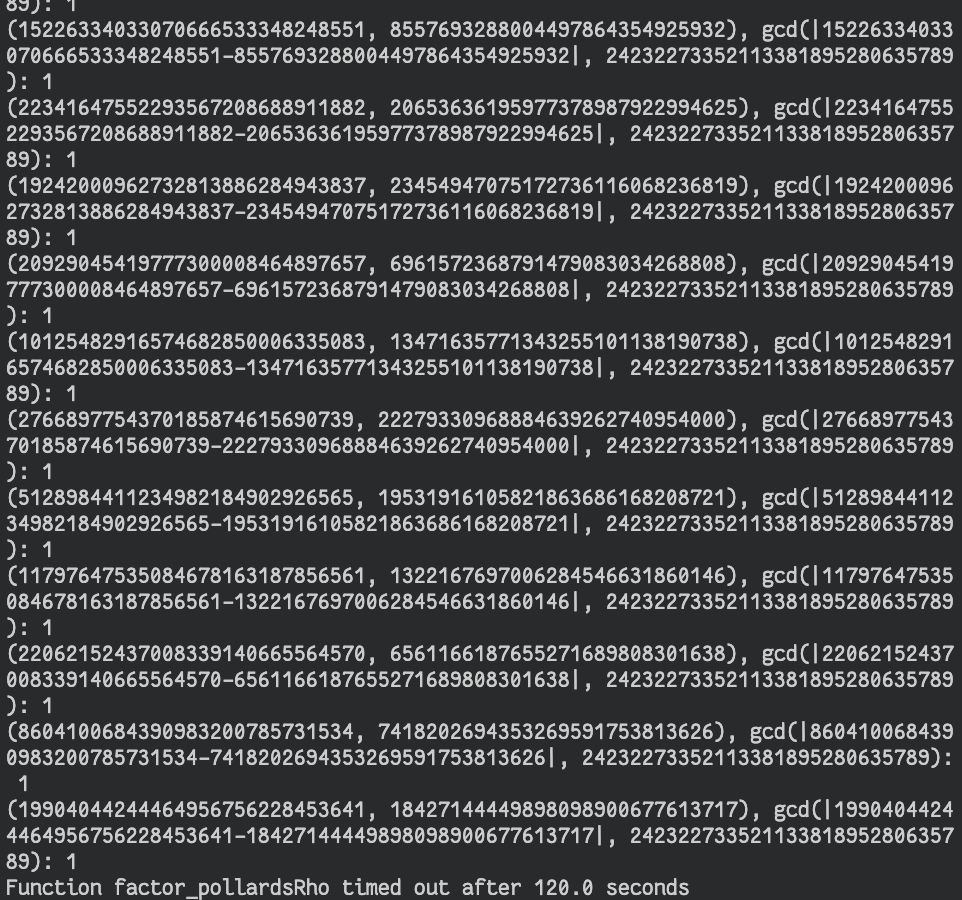 89): 1
(15226334033070666533348248551, 8557693288004497864354925932), gcd(|15226334033
070666533348248551-8557693288004497864354925932|, 24232273352113381895280635789
): 1
(22341647552293567208688911882, 20653636195977378987922994625), gcd(|2234164755
2293567208688911882-20653636195977378987922994625|, 242322733521133818952806357
89): 1
(19242000962732813886284943837, 23454947075172736116068236819), gcd(|1924200096
2732813886284943837-23454947075172736116068236819|, 242322733521133818952806357
89): 1
(20929045419777300008464897657, 6961572368791479083034268808), gcd(|20929045419
777300008464897657-6961572368791479083034268808|, 24232273352113381895280635789
): 1
(10125482916574682850006335083, 13471635771343255101138190738), gcd(|1012548291
6574682850006335083-13471635771343255101138190738|, 242322733521133818952806357
89): 1
(2766897754370185874615690739, 22279330968884639262740954000), gcd(|27668977543
70185874615690739-22279330968884639262740954000|, 24232273352113381895280635789
): 1
(5128984411234982184902926565, 19531916105821863686168208721), gcd(|51289844112
34982184902926565-19531916105821863686168208721|, 24232273352113381895280635789
): 1
(11797647535084678163187856561, 1322167697006284546631860146), gcd(|11797647535
084678163187856561-1322167697006284546631860146|, 24232273352113381895280635789
): 1
(22062152437008339140665564570, 6561166187655271689808301638), gcd(|22062152437
008339140665564570-6561166187655271689808301638|, 24232273352113381895280635789
): 1
(8604100684390983200785731534, 7418202694353269591753813626), gcd(|860410068439
0983200785731534-7418202694353269591753813626|, 24232273352113381895280635789):
 1
(19904044244464956756228453641, 18427144449898098900677613717), gcd(|1990404424
4464956756228453641-18427144449898098900677613717|, 242322733521133818952806357
89): 1
Function factor_pollardsRho timed out after 120.0 seconds